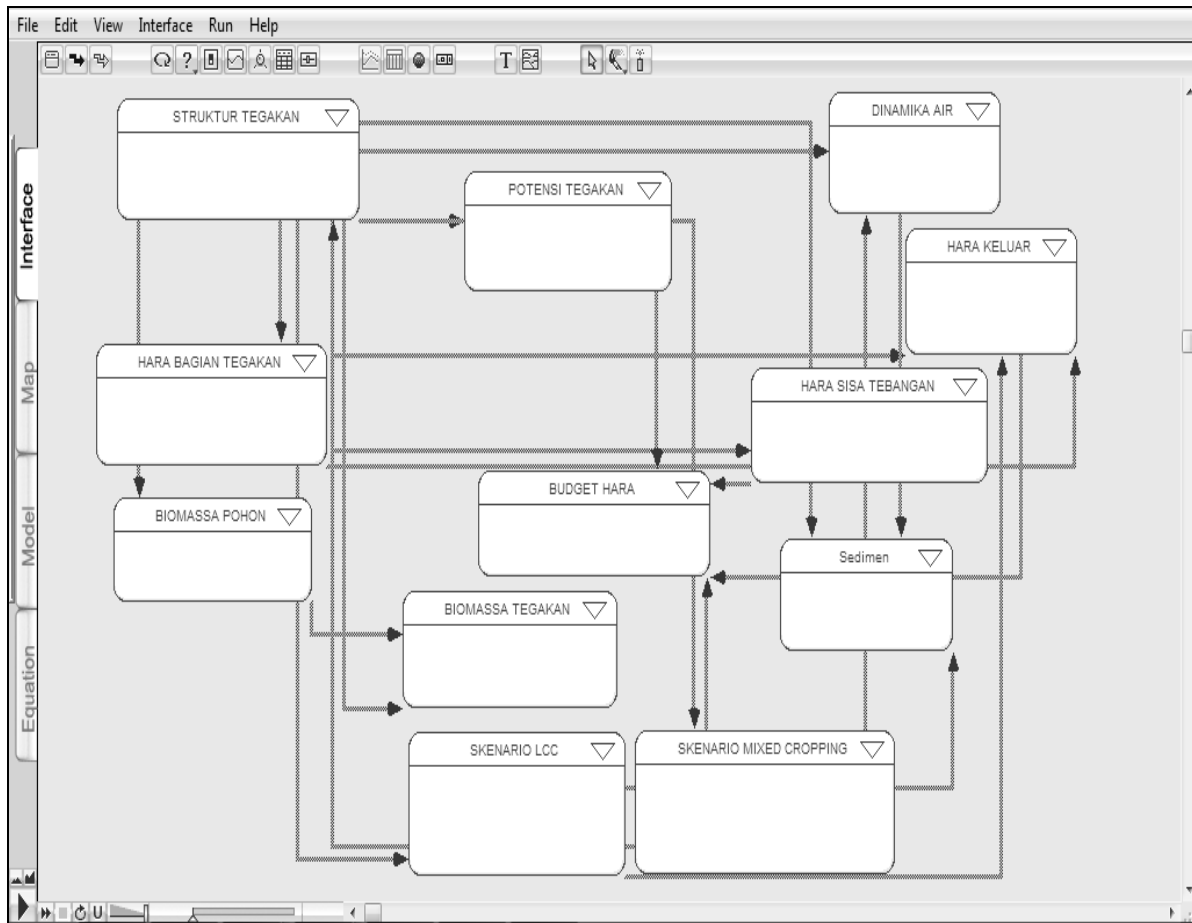 File Edit View Interface Run Help
T
Interface
Map
Model
Equation
STRUKTUR TEGAKAN
DINAMIKA AIR
POTENSI TEGAKAN
HARA KELUAR
HARA BAGIAN TEGAKAN
HARA SISA TEBANGAN
BUDGET HARA
BIOMASSA POHON
Sedimen
BIOMASSA TEGAKAN
SKENARIO LCC
SKENARIO MIXED CROPPING
U